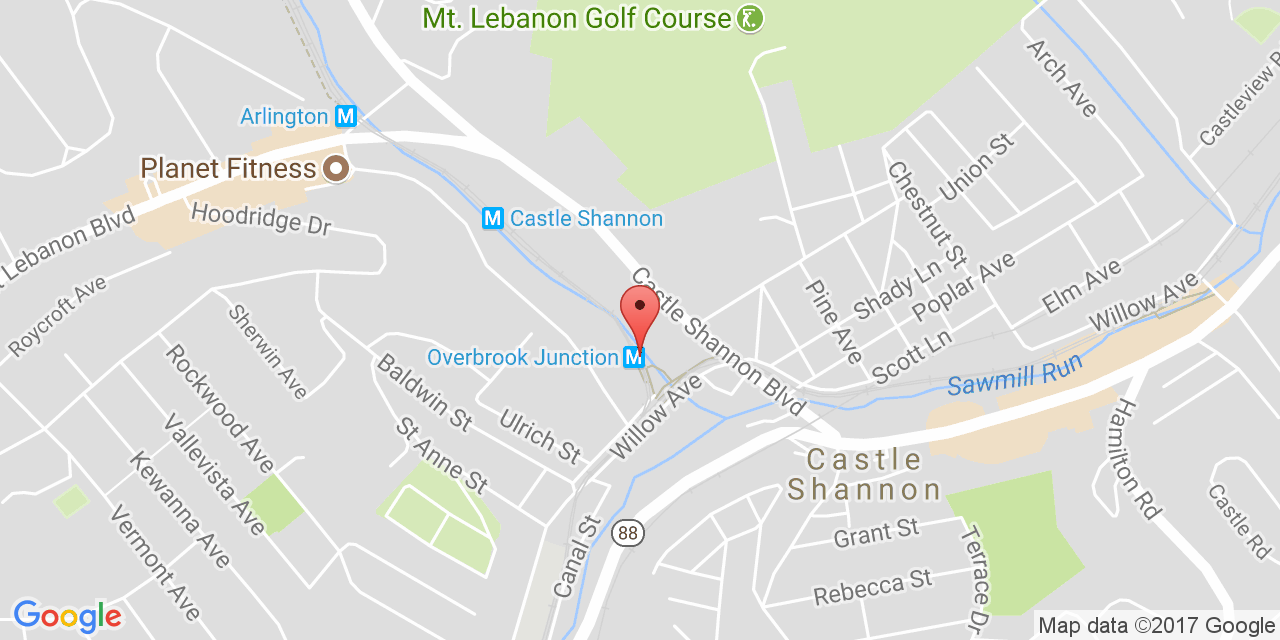 Mt. Lebanon Golf Course
Arch Ave
Castleview
Arlington
M
Planet Fitness
Union St
Chestnut St
Lebanon Blvd
Hoodridge Dr
M
Castle Shannon
Shady Ln
Poplar Ave
Elm Ave
Willow Ave
Roycroft Ave
Castle Shannon Blvd
Pine Ave
Sherwin Ave
Overbrook Junction
M
Scott Ln
Rockwood Ave
Baldwin St
Sawmill Run
Willow Ave
Ulrich St
St Anne St
Vallevista Ave
Kewanna Ave
Castle
Shannon
Hamilton Rd
Vermont Ave
Castle Rd
88
Grant St
Canal St
Terrace Dr
Rebecca St
Google
Map data ©2017 Google